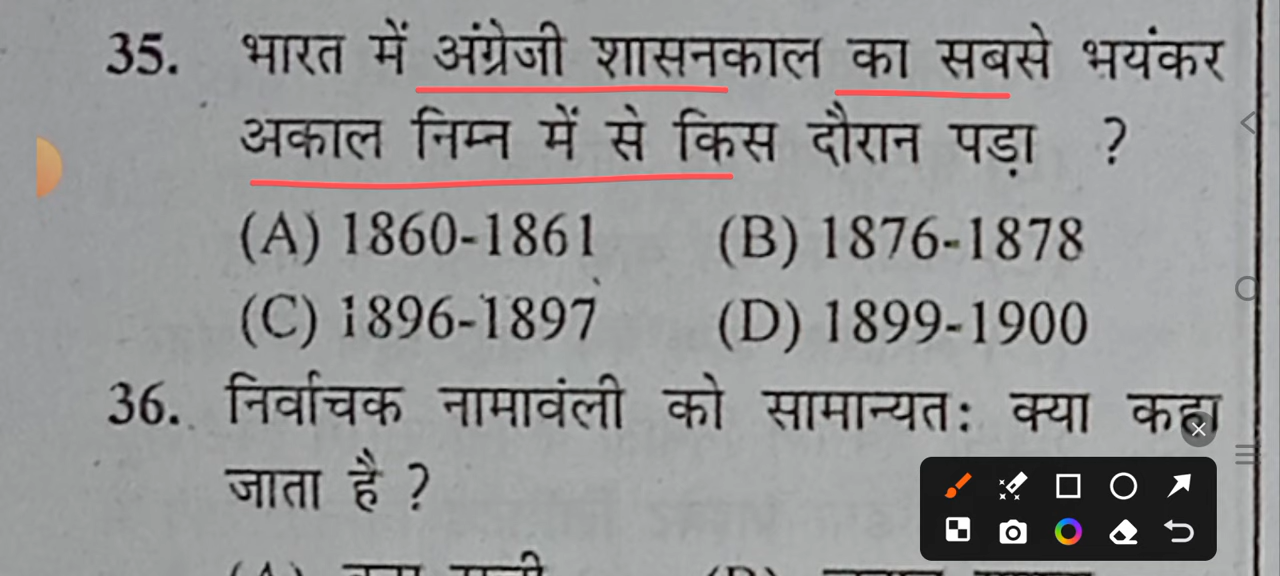 35. भारत में अंग्रेजी शासनकाल का सबसे भयंकर
अकाल निम्न में से किस दौरान पड़ा ?
(A) 1860-1861 (B) 1876-1878
(C) 1896-1897 (D) 1899-1900
36. निर्वाचक नामावंली को सामान्यतः क्या कहा
जाता है ?
(A) (B)